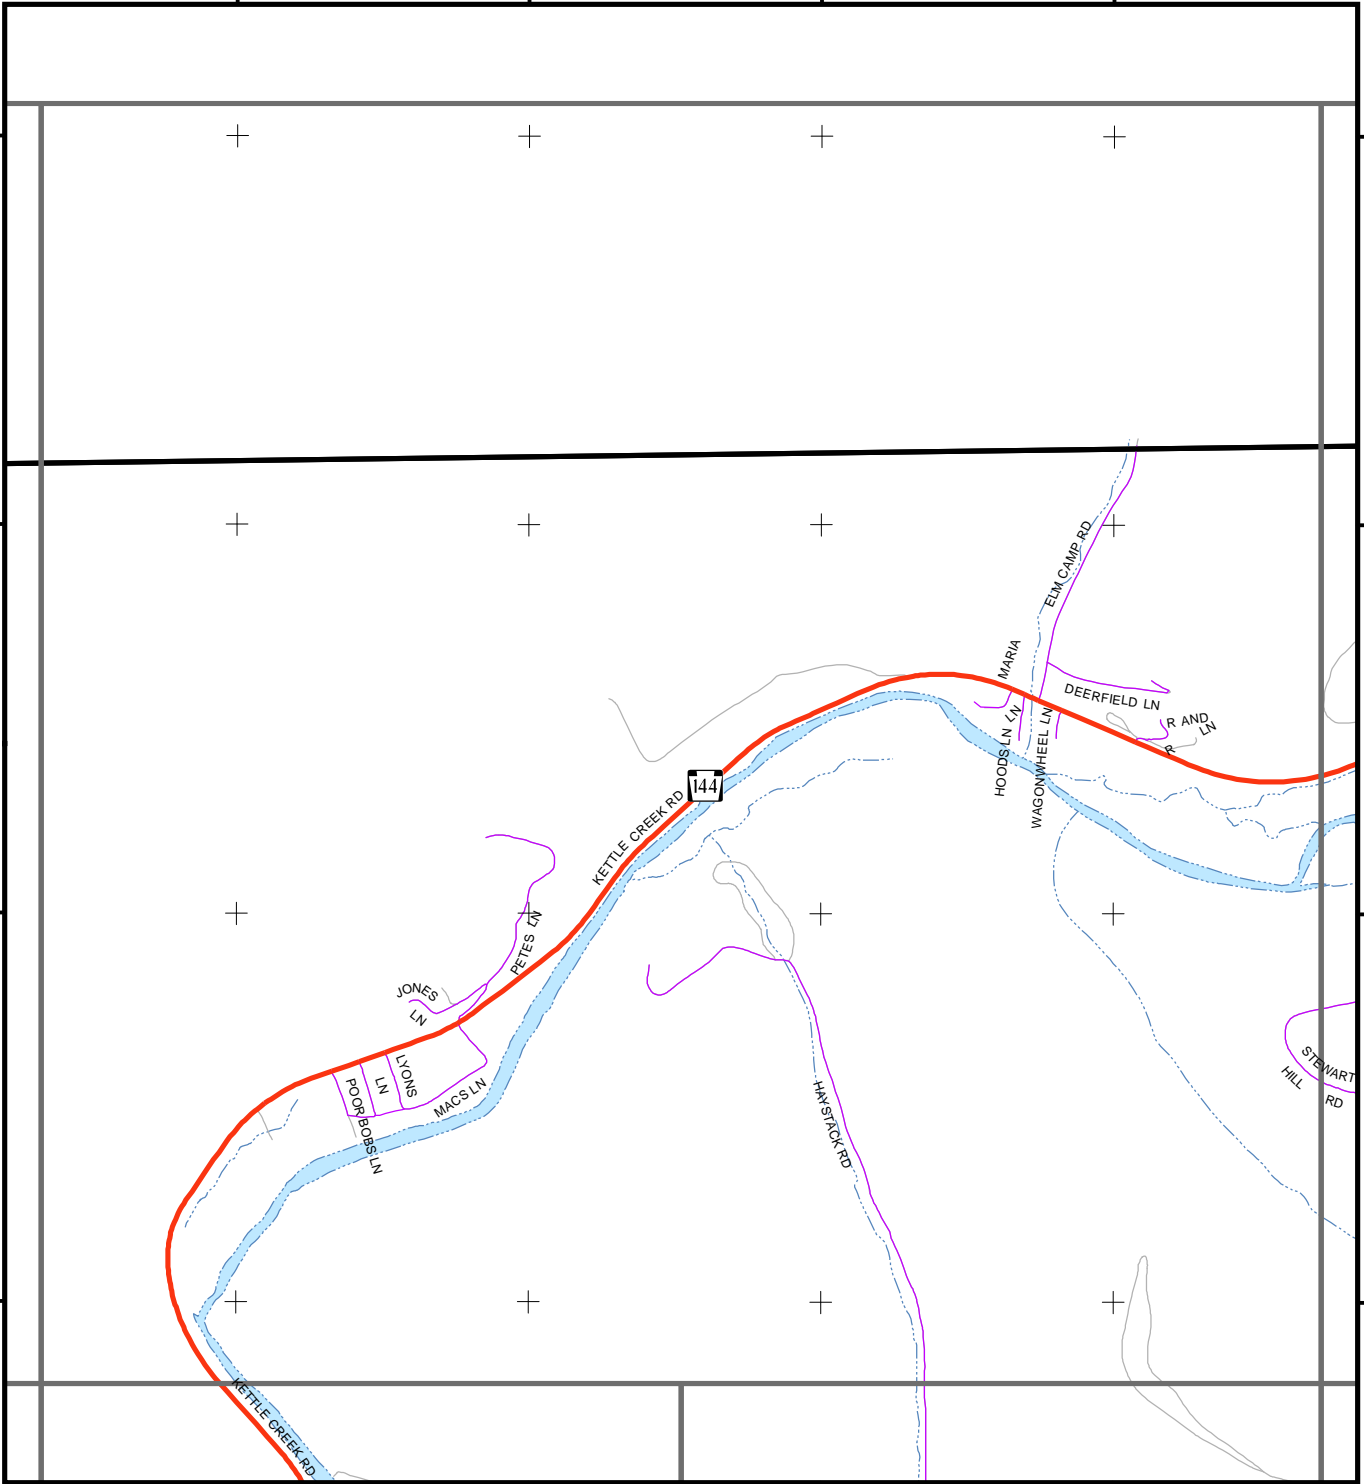 ELM CAMP RD
MARIA
LN
DEERFIELD LN
R AND
R
LN
HOODS LN
WAGONWHEEL LN
144
KETTLE CREEK RD
PETES LN
JONES
LN
LYONS
LN
POOR BOBS LN
MACS LN
HAYSTACK RD
STEWART
HILL
RD
KETTLE CREEK RD